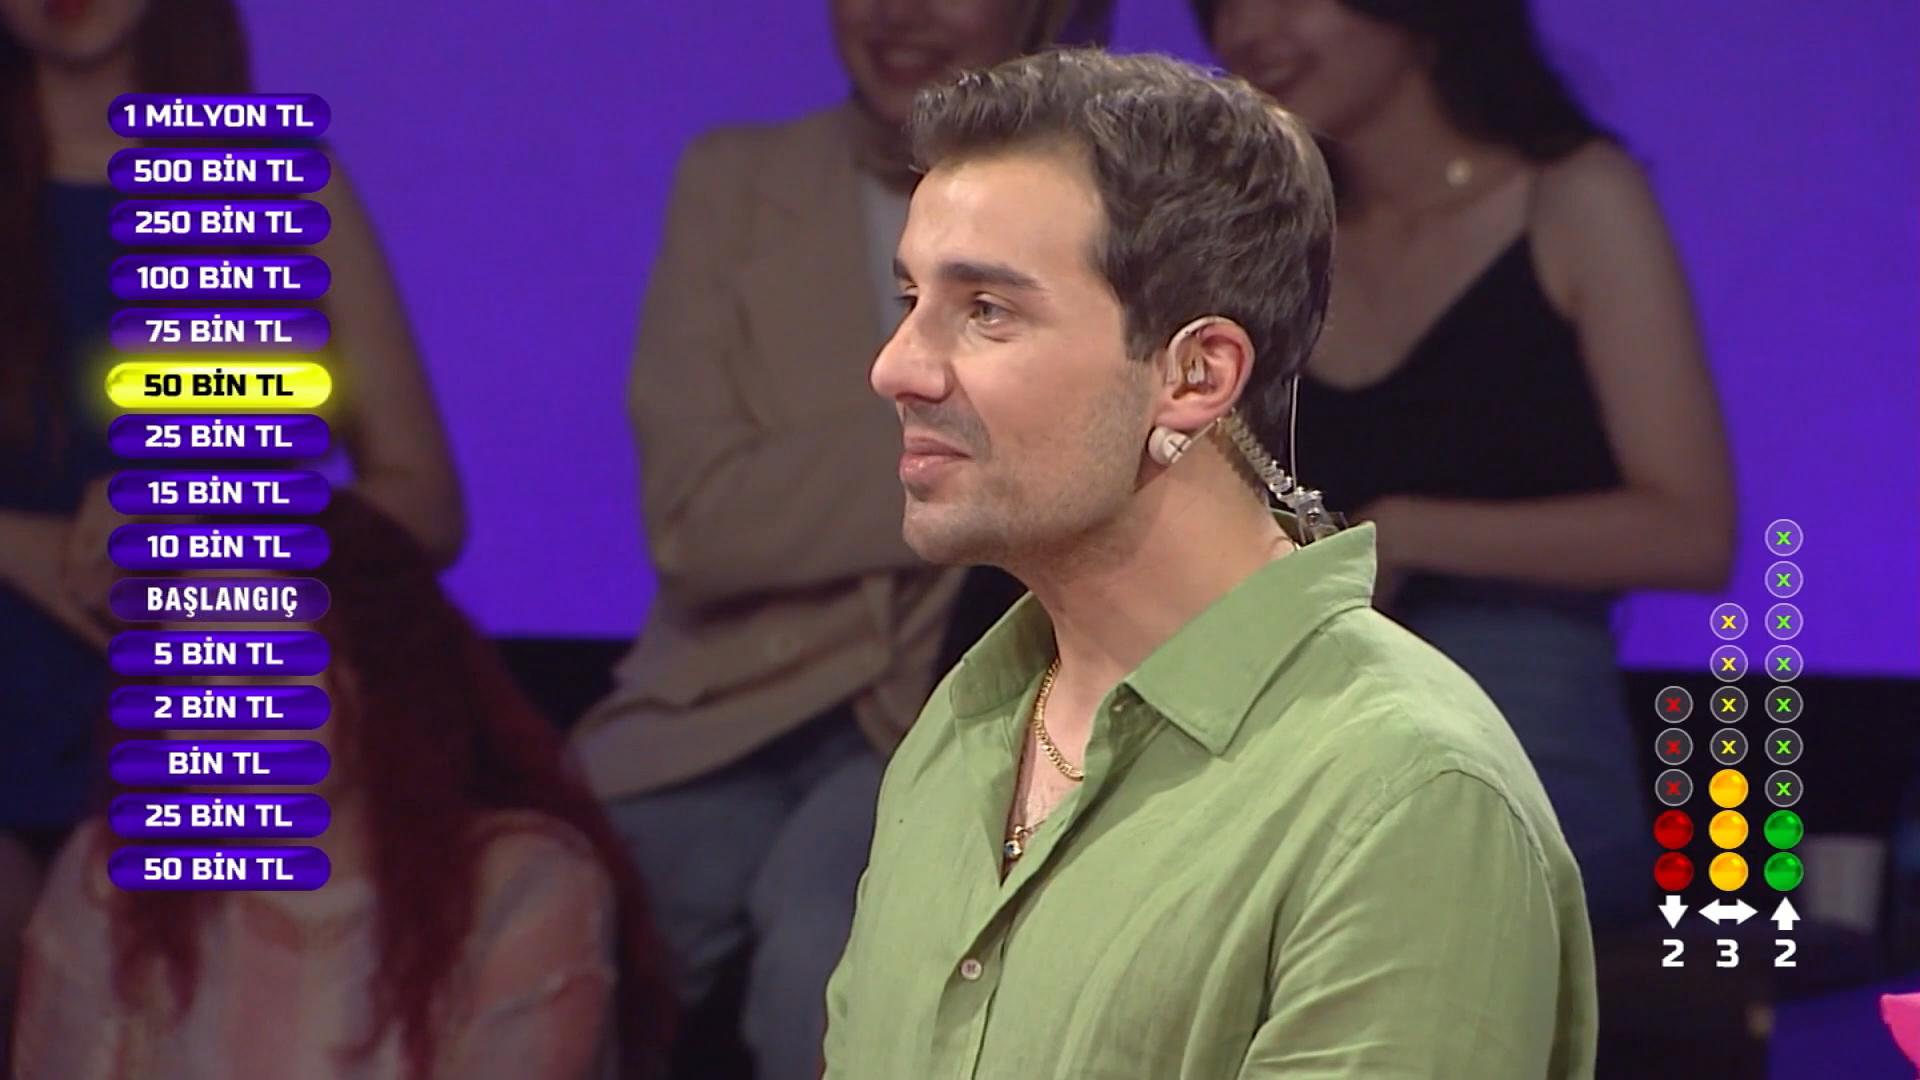 1 MİLYON TL
500 BİN TL
250 BİN TL
100 BİN TL
75 BİN TL
50 BİN TL
25 BİN TL
15 BİN TL
10 BİN TL
BAŞLANGIÇ
5 BİN TL
2 BİN TL
BİN TL
25 BİN TL
50 BİN TL
2 3 2